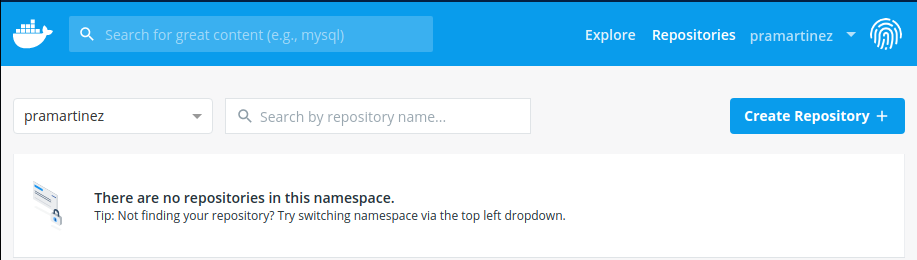 Search for great content (e.g., mysql)
Explore
Repositories
pramartinez
pramartinez
Search by repository name...
Create Repository +
There are no repositories in this namespace.
Tip: Not finding your repository? Try switching namespace via the top left dropdown.